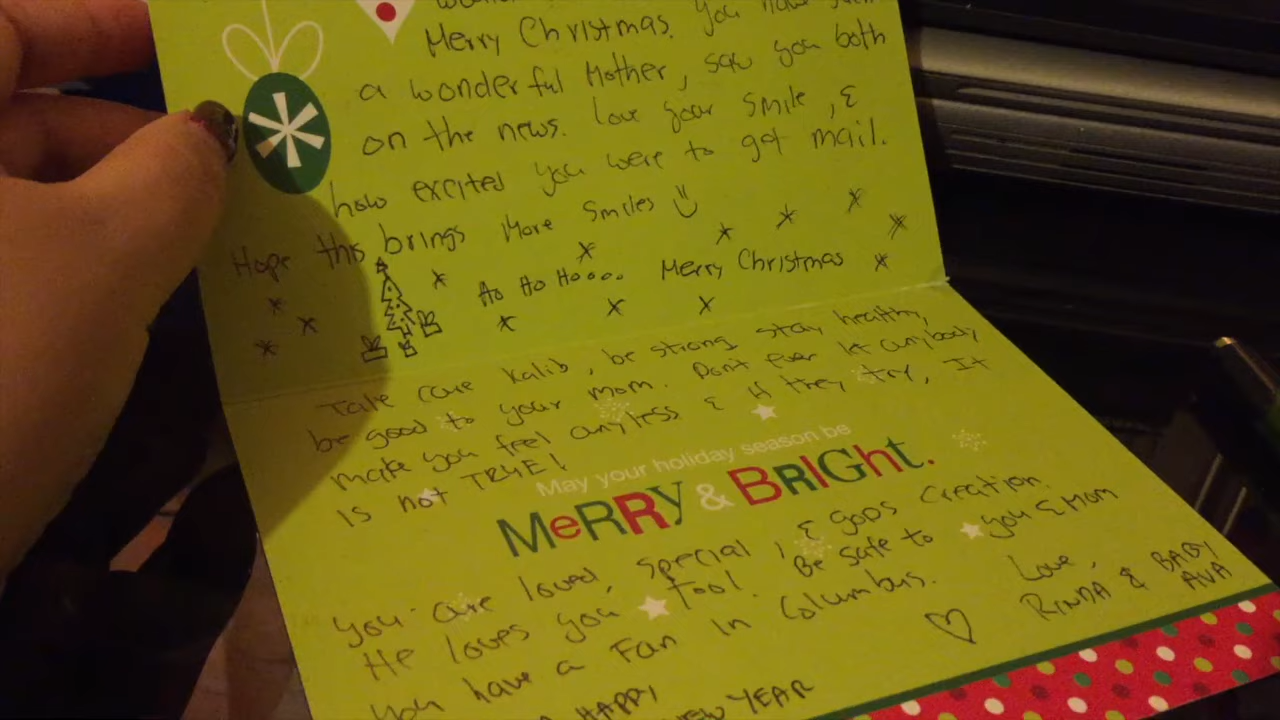 Merry Christmas. You have such
a wonderful Mother, saw you both
on the news. Love your smile, &
how excited you were to get mail.
Hope this brings More Smiles
Ho Ho Hoooo Merry Christmas
Take care Kalib, be strong stay healthy,
be good to your mom. Don't ever let anybody
make you feel any less & if they try, It
is not TRUE!
May your holiday season be
MeRRy & BRIGht.
You are loved, special, & GODS creation.
He loves you, too! Be safe to you & Mom
You have a Fan in Columbus. Love,
RINDA & BABY
AVA
HAPPY
NEW YEAR